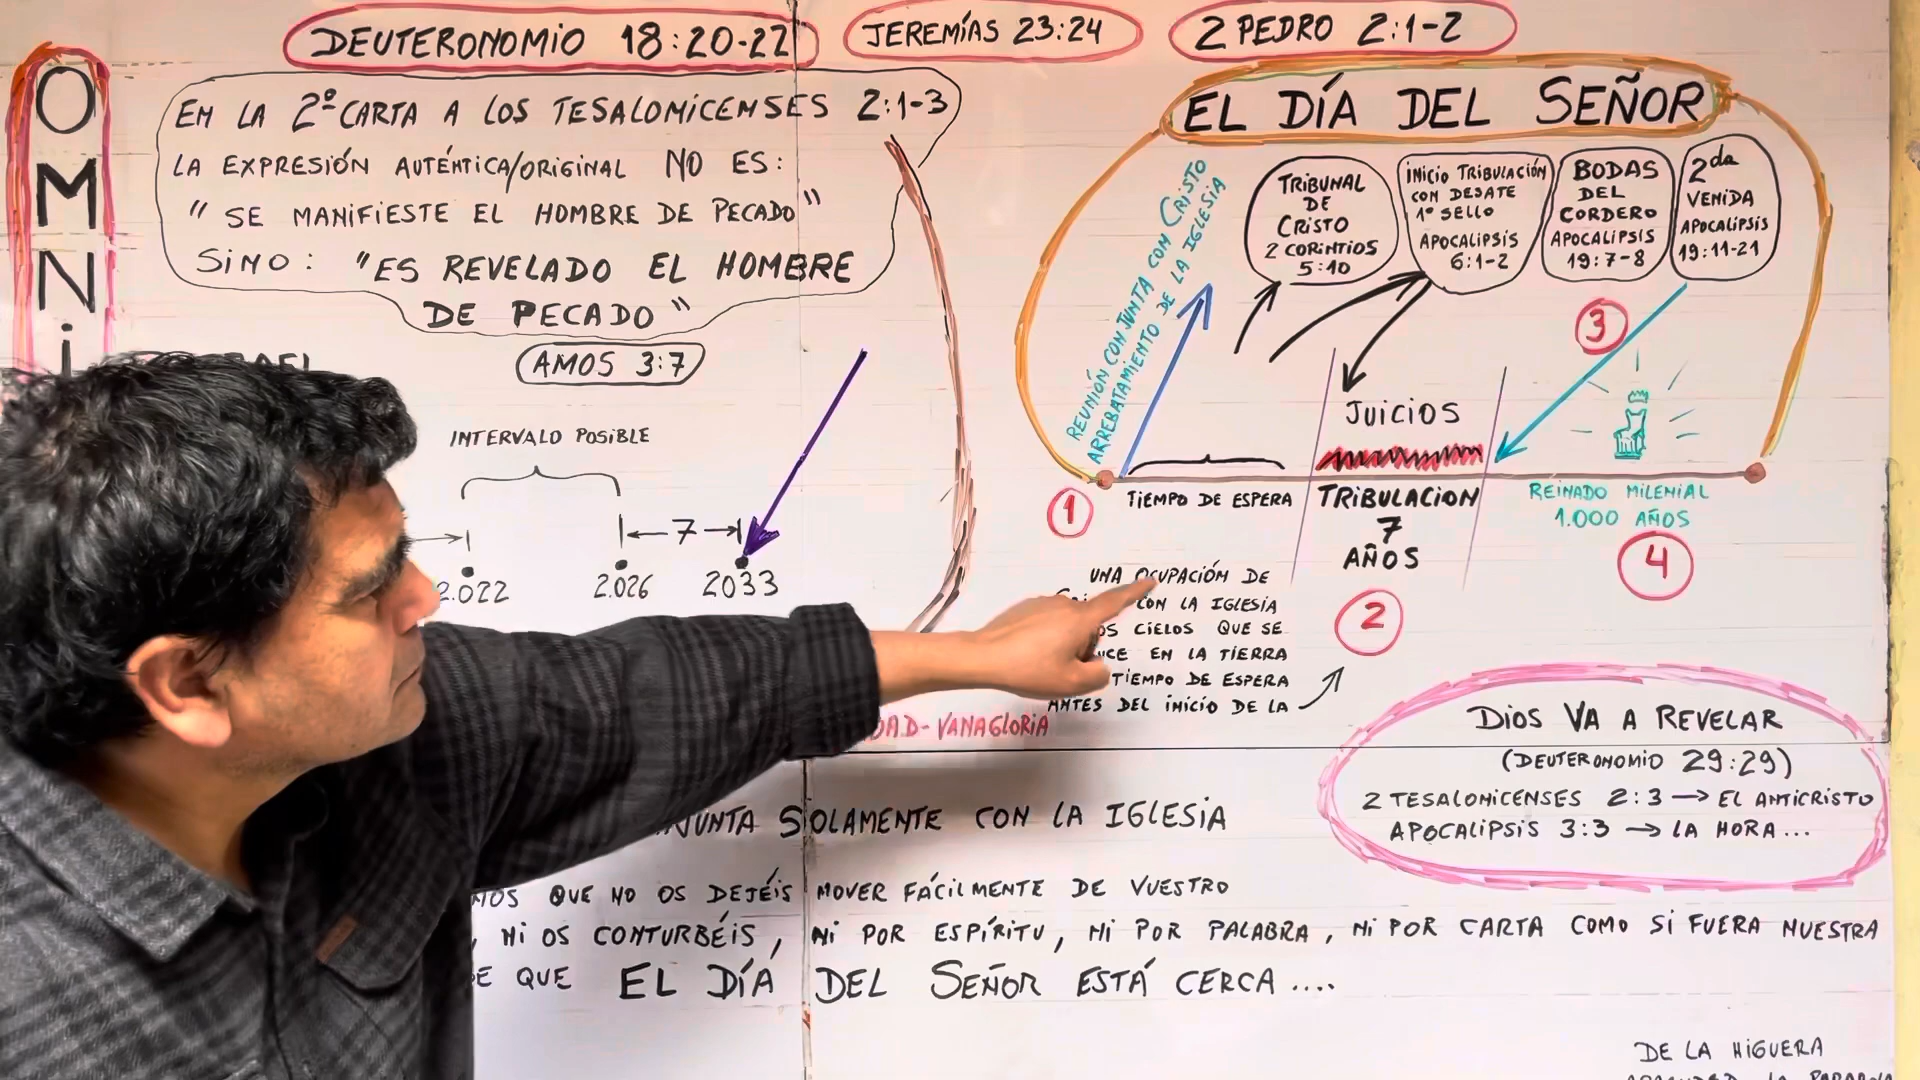 DEUTERONOMIO 18:20-22
JEREMÍAS 23:24
2 PEDRO 2:1-2
OMNi
EN LA 2ª CARTA A LOS TESALONICENSES 2:1-3
LA EXPRESIÓN AUTÉNTICA/ORIGINAL NO ES:
"SE MANIFIESTE EL HOMBRE DE PECADO"
SINO: "ES REVELADO EL HOMBRE
DE PECADO"
AMOS 3:7
INTERVALO POSIBLE
7
2.022
2.026
2033
EL DÍA DEL SEÑOR
REUNIÓN CONJUNTA CON CRISTO
ARREBATAMIENTO DE LA IGLESIA
TRIBUNAL
DE
CRISTO
2 CORINTIOS
5:10
INICIO TRIBULACIÓN
CON DESATE
1º SELLO
APOCALIPSIS
6:1-2
BODAS
DEL
CORDERO
APOCALIPSIS
19:7-8
2da
VENIDA
APOCALIPSIS
19:11-21
3
JUICIOS
1
TIEMPO DE ESPERA
TRIBULACION
7
AÑOS
2
REINADO MILENIAL
1.000 AÑOS
4
UNA OCUPACIÓN DE
CON LA IGLESIA
CIELOS QUE SE
EN LA TIERRA
TIEMPO DE ESPERA
ANTES DEL INICIO DE LA
VANAGLORIA
DIOS VA A REVELAR
(DEUTERONOMIO 29:29)
2 TESALONICENSES 2:3 → EL ANTICRISTO
APOCALIPSIS 3:3 → LA HORA...
SOLAMENTE CON LA IGLESIA
QUE NO OS DEJÉIS MOVER FÁCILMENTE DE VUESTRO
, NI OS CONTURBÉIS, NI POR ESPÍRITU, NI POR PALABRA, NI POR CARTA COMO SI FUERA NUESTRA
QUE EL DÍA DEL SEÑOR ESTÁ CERCA....
DE LA HIGUERA